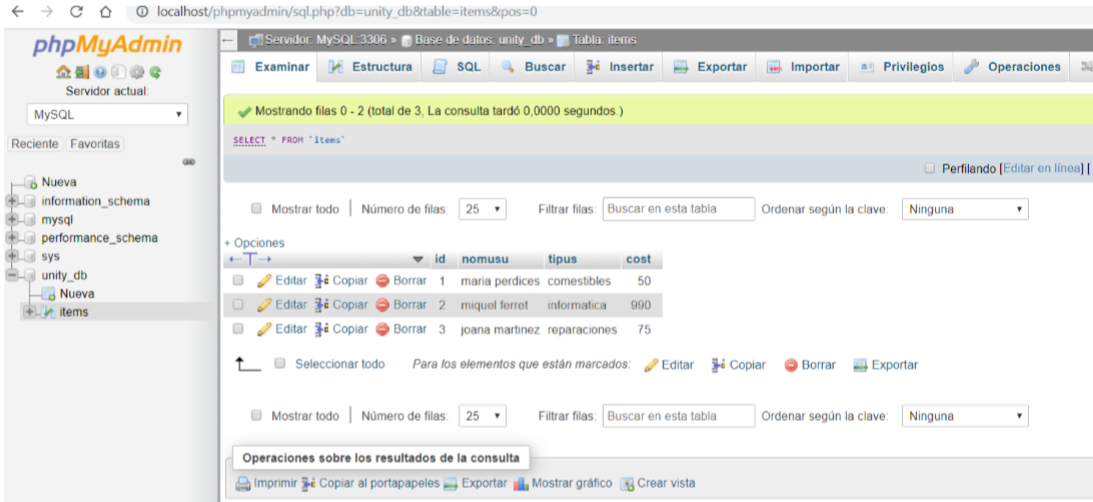 localhost/phpmyadmin/sql.php?db=unity_db&table=items&pos=0
phpMyAdmin
Servidor actual:
MySQL
Reciente Favoritas
Nueva
information_schema
mysql
performance_schema
sys
unity_db
Nueva
items
Servidor: MySQL:3306 » Base de datos: unity_db » Tabla: items
Examinar Estructura SQL Buscar Insertar Exportar Importar Privilegios Operaciones
Mostrando filas 0 - 2 (total de 3, La consulta tardó 0,0000 segundos.)
SELECT * FROM `items`
Perfilando [Editar en línea] [
Mostrar todo | Número de filas: 25 Filtrar filas: Buscar en esta tabla Ordenar según la clave: Ninguna
+ Opciones
←T→ id nomusu tipus cost
Editar Copiar Borrar 1 maria perdices comestibles 50
Editar Copiar Borrar 2 miquel ferret informatica 990
Editar Copiar Borrar 3 joana martinez reparaciones 75
Seleccionar todo Para los elementos que están marcados: Editar Copiar Borrar Exportar
Mostrar todo | Número de filas: 25 Filtrar filas: Buscar en esta tabla Ordenar según la clave: Ninguna
Operaciones sobre los resultados de la consulta
Imprimir Copiar al portapapeles Exportar Mostrar gráfico Crear vista